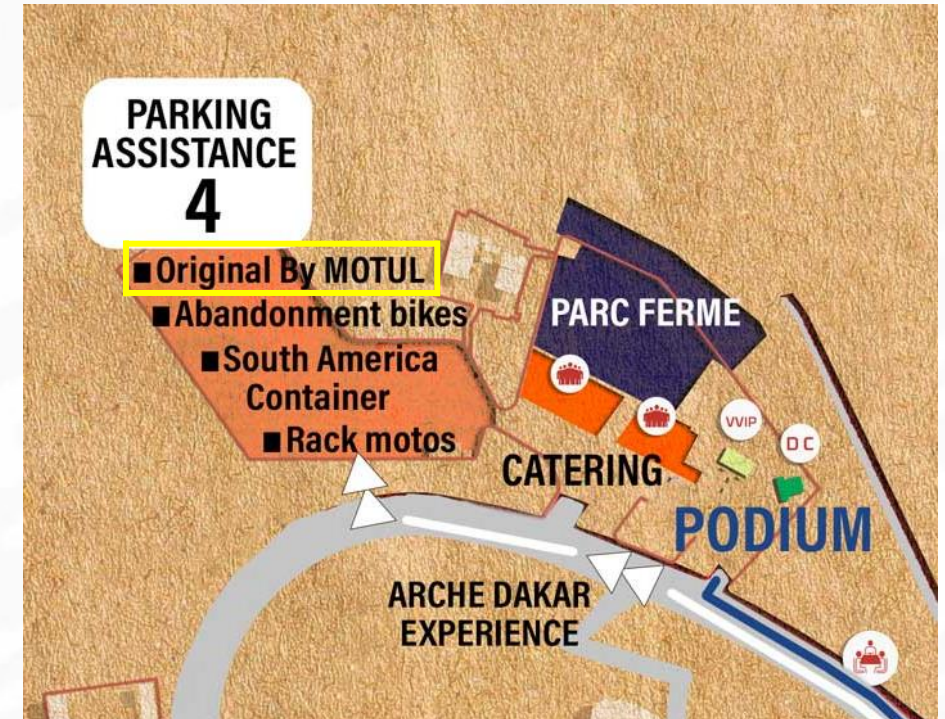 PARKING
ASSISTANCE
4
■ Original By MOTUL
■ Abandonment bikes
■ South America
Container
■ Rack motos
PARC FERME
VVIP
D C
CATERING
PODIUM
ARCHE DAKAR
EXPERIENCE